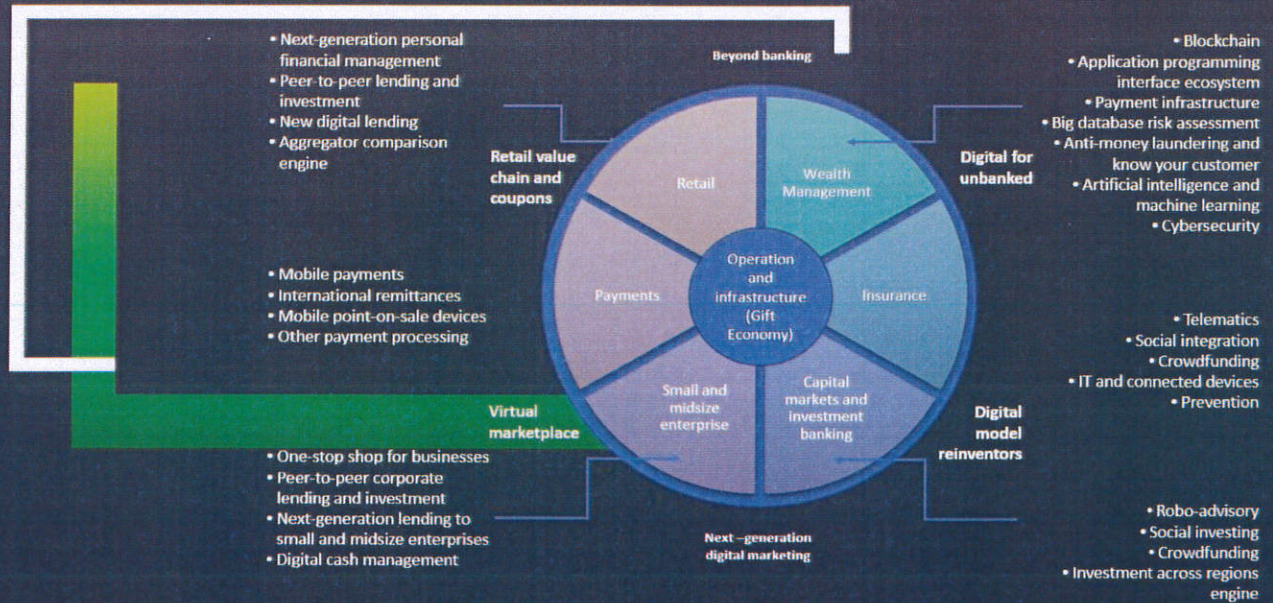 • Next-generation personal
financial management
• Peer-to-peer lending and
investment
• New digital lending
• Aggregator comparison
engine
Beyond banking
• Blockchain
• Application programming
interface ecosystem
• Payment infrastructure
• Big database risk assessment
• Anti-money laundering and
know your customer
• Artificial intelligence and
machine learning
• Cybersecurity
Retail value
chain and
coupons
Retail
Wealth
Management
Digital for
unbanked
• Mobile payments
• International remittances
• Mobile point-on-sale devices
• Other payment processing
Payments
Operation
and
infrastructure
(Gift
Economy)
Insurance
• Telematics
• Social integration
• Crowdfunding
• IT and connected devices
• Prevention
Virtual
marketplace
Small and
midsize
enterprise
Capital
markets and
investment
banking
Digital
model
reinventors
• One-stop shop for businesses
• Peer-to-peer corporate
lending and investment
• Next-generation lending to
small and midsize enterprises
• Digital cash management
Next –generation
digital marketing
• Robo-advisory
• Social investing
• Crowdfunding
• Investment across regions
engine